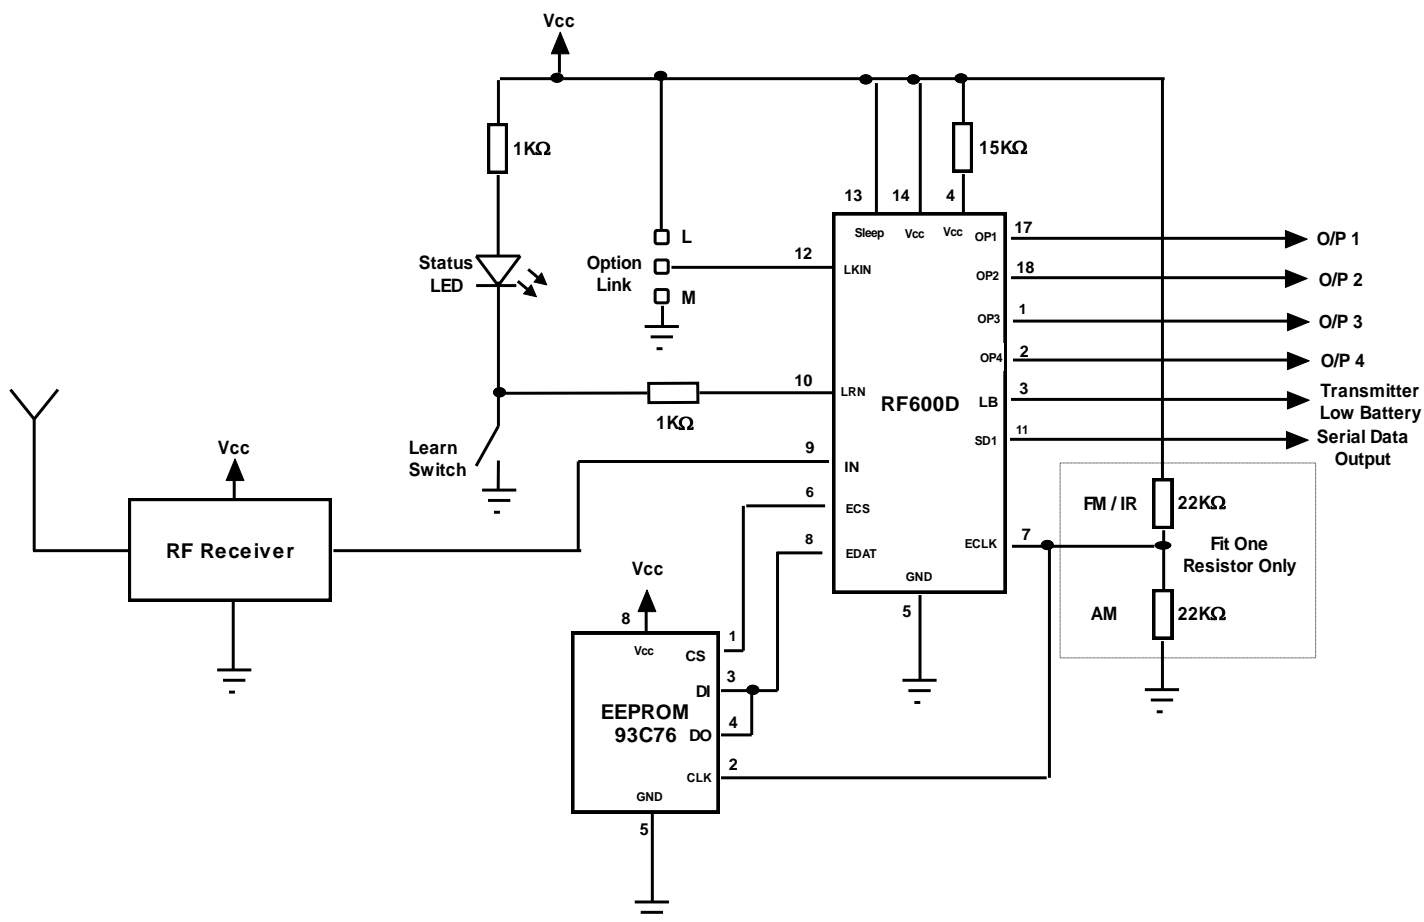 Vcc
1KΩ
15KΩ
13
14
4
Sleep
Vcc
Vcc
OP1
17
O/P 1
L
12
LKIN
Status
LED
Option
Link
M
OP2
18
O/P 2
OP3
1
O/P 3
OP4
2
O/P 4
10
LRN
1KΩ
RF600D
LB
3
Transmitter
Low Battery
SD1
11
Serial Data
Output
Learn
Switch
9
IN
Vcc
RF Receiver
6
ECS
8
EDAT
ECLK
7
FM / IR
22KΩ
Fit One
Resistor Only
AM
22KΩ
GND
5
Vcc
8
Vcc
1
CS
3
DI
EEPROM
93C76
4
DO
2
CLK
GND
5